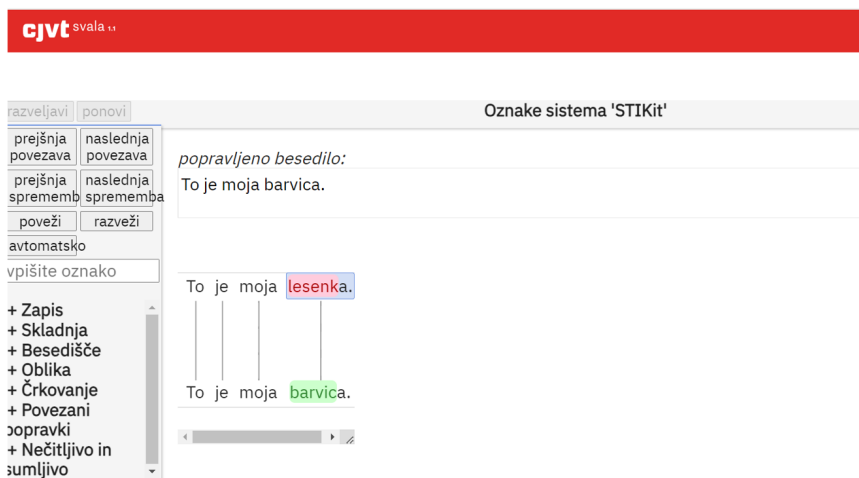 cjvt svala 1.1
razveljavi ponovi
Oznake sistema 'STIKit'
prejšnja povezava
naslednja povezava
prejšnja sprememb
naslednja sprememba
poveži razveži
avtomatsko
vpišite oznako
+ Zapis
+ Skladnja
+ Besedišče
+ Oblika
+ Črkovanje
+ Povezani
popravki
+ Nečitljivo in
sumljivo
popravljeno besedilo:
To je moja barvica.
To je moja lesenka.
To je moja barvica.